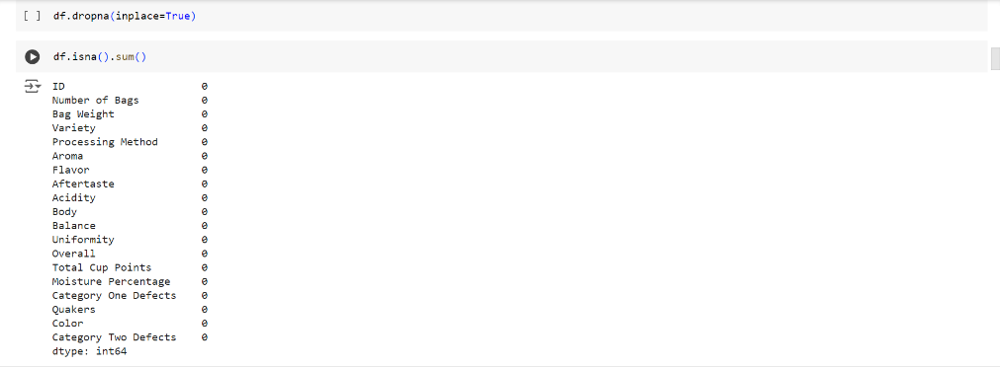 [ ] df.dropna(inplace=True)
df.isna().sum()
ID 0
Number of Bags 0
Bag Weight 0
Variety 0
Processing Method 0
Aroma 0
Flavor 0
Aftertaste 0
Acidity 0
Body 0
Balance 0
Uniformity 0
Overall 0
Total Cup Points 0
Moisture Percentage 0
Category One Defects 0
Quakers 0
Color 0
Category Two Defects 0
dtype: int64